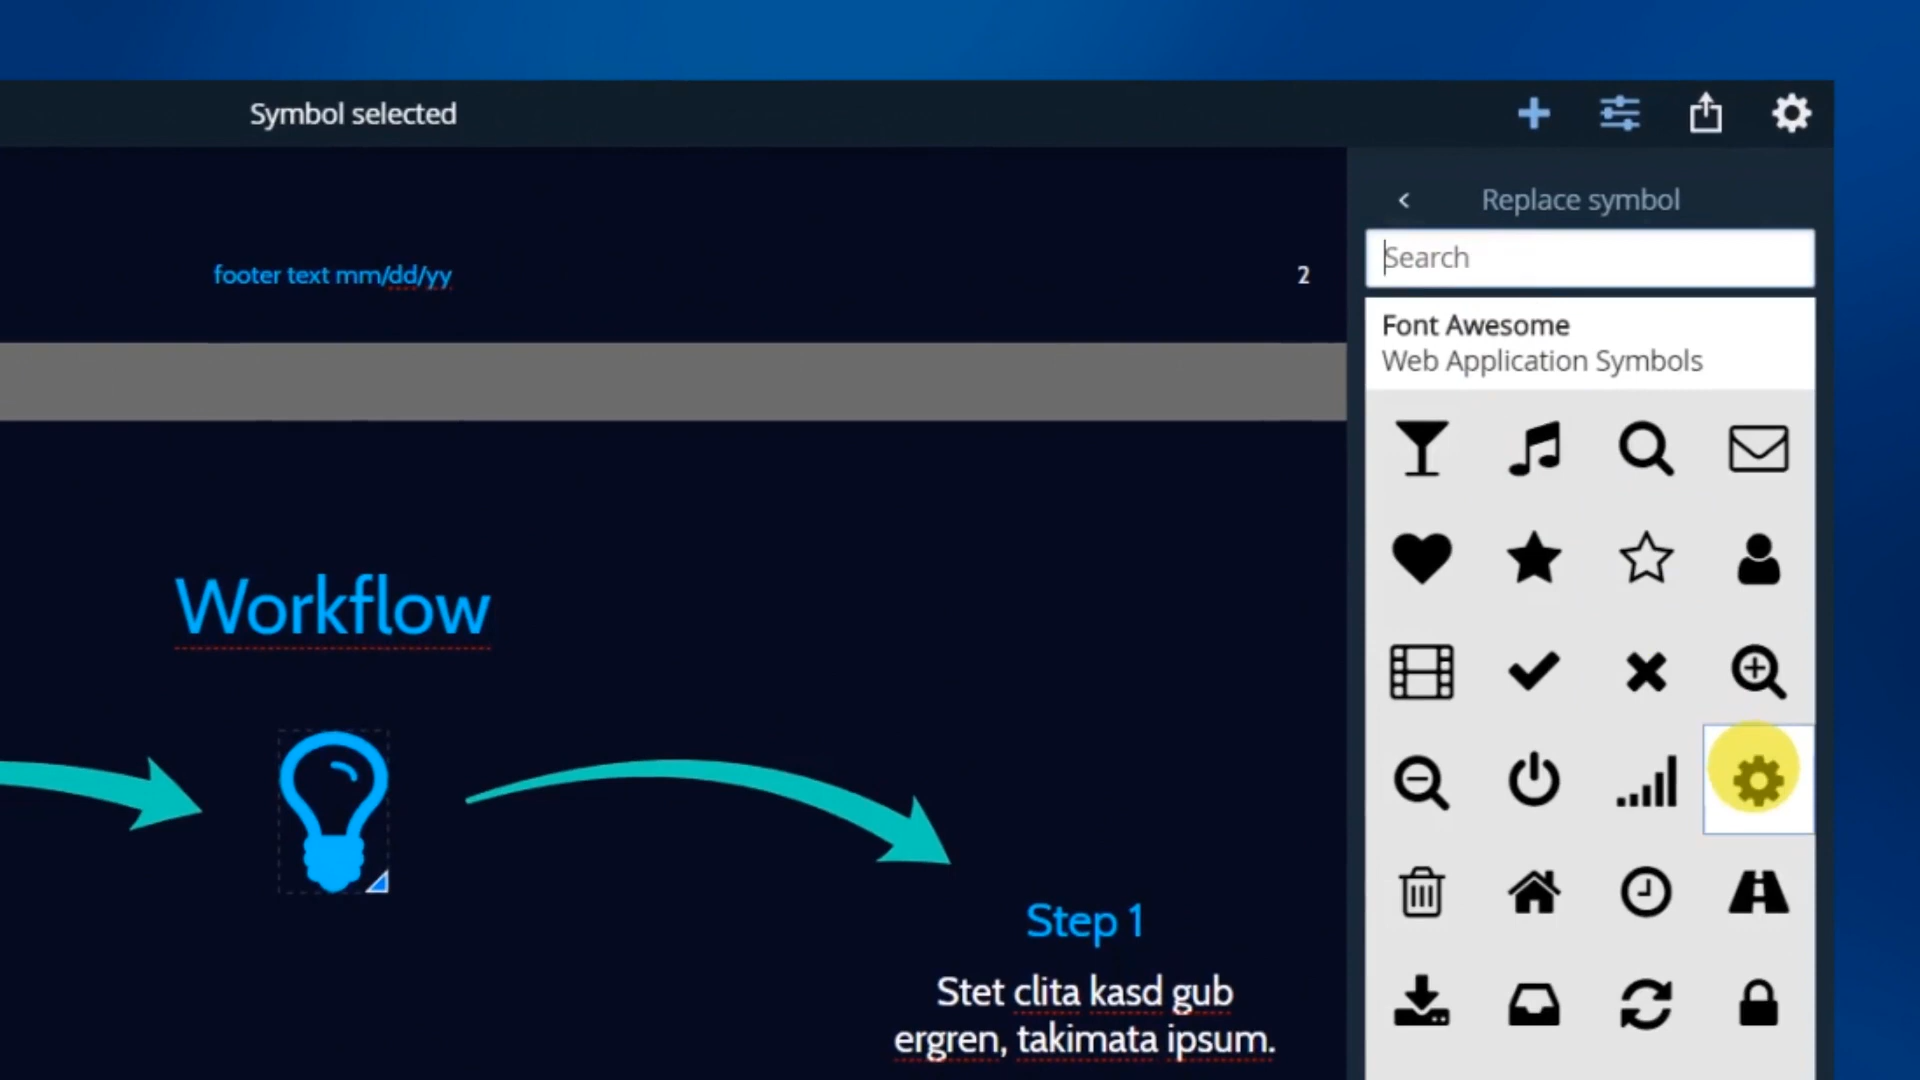 Symbol selected
Replace symbol
Search
footer text mm/dd/yy
2
Font Awesome
Web Application Symbols
Workflow
Step 1
Stet clita kasd gub
ergren, takimata ipsum.